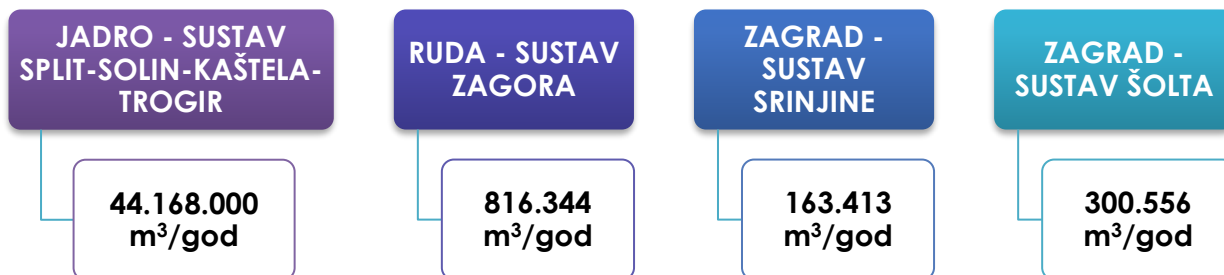 JADRO - SUSTAV
SPLIT-SOLIN-KAŠTELA-
TROGIR
44.168.000
m³/god
RUDA - SUSTAV
ZAGORA
816.344
m³/god
ZAGRAD -
SUSTAV
SRINJINE
163.413
m³/god
ZAGRAD -
SUSTAV ŠOLTA
300.556
m³/god